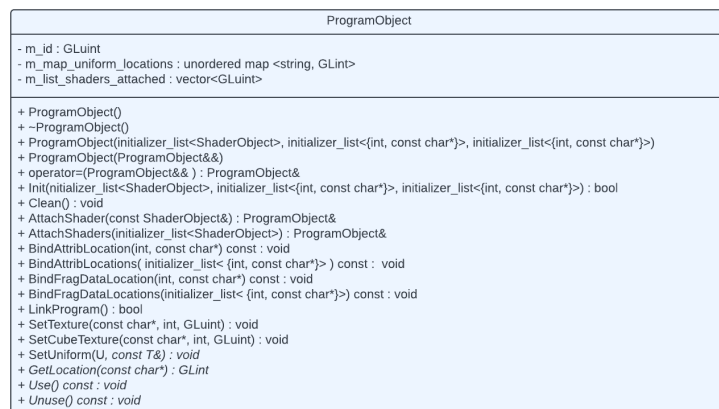 ProgramObject
- m_id : GLuint
- m_map_uniform_locations : unordered map <string, GLint>
- m_list_shaders_attached : vector<GLuint>
+ ProgramObject()
+ ~ProgramObject()
+ ProgramObject(initializer_list<ShaderObject>, initializer_list<{int, const char*}>, initializer_list<{int, const char*}>)
+ ProgramObject(ProgramObject&&)
+ operator=(ProgramObject&& ) : ProgramObject&
+ Init(nitializer_list<ShaderObject>, initializer_list<{int, const char*}>, initializer_list<{int, const char*}>) : bool
+ Clean() : void
+ AttachShader(const ShaderObject&) : ProgramObject&
+ AttachShaders(initializer_list<ShaderObject>) : ProgramObject&
+ BindAttribLocation(int, const char*) const : void
+ BindAttribLocations( initializer_list< {int, const char*}> ) const : void
+ BindFragDataLocation(int, const char*) const : void
+ BindFragDataLocations(initializer_list< {int, const char*}>) const : void
+ LinkProgram() : bool
+ SetTexture(const char*, int, GLuint) : void
+ SetCubeTexture(const char*, int, GLuint) : void
+ SetUniform(U, const T&) : void
+ GetLocation(const char*) : GLint
+ Use() const : void
+ Unuse() const : void